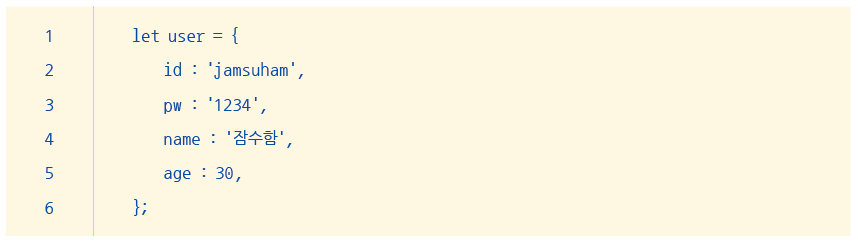 1 let user = {
2 id : 'jamsuham',
3 pw : '1234',
4 name : '잠수함',
5 age : 30,
6 };